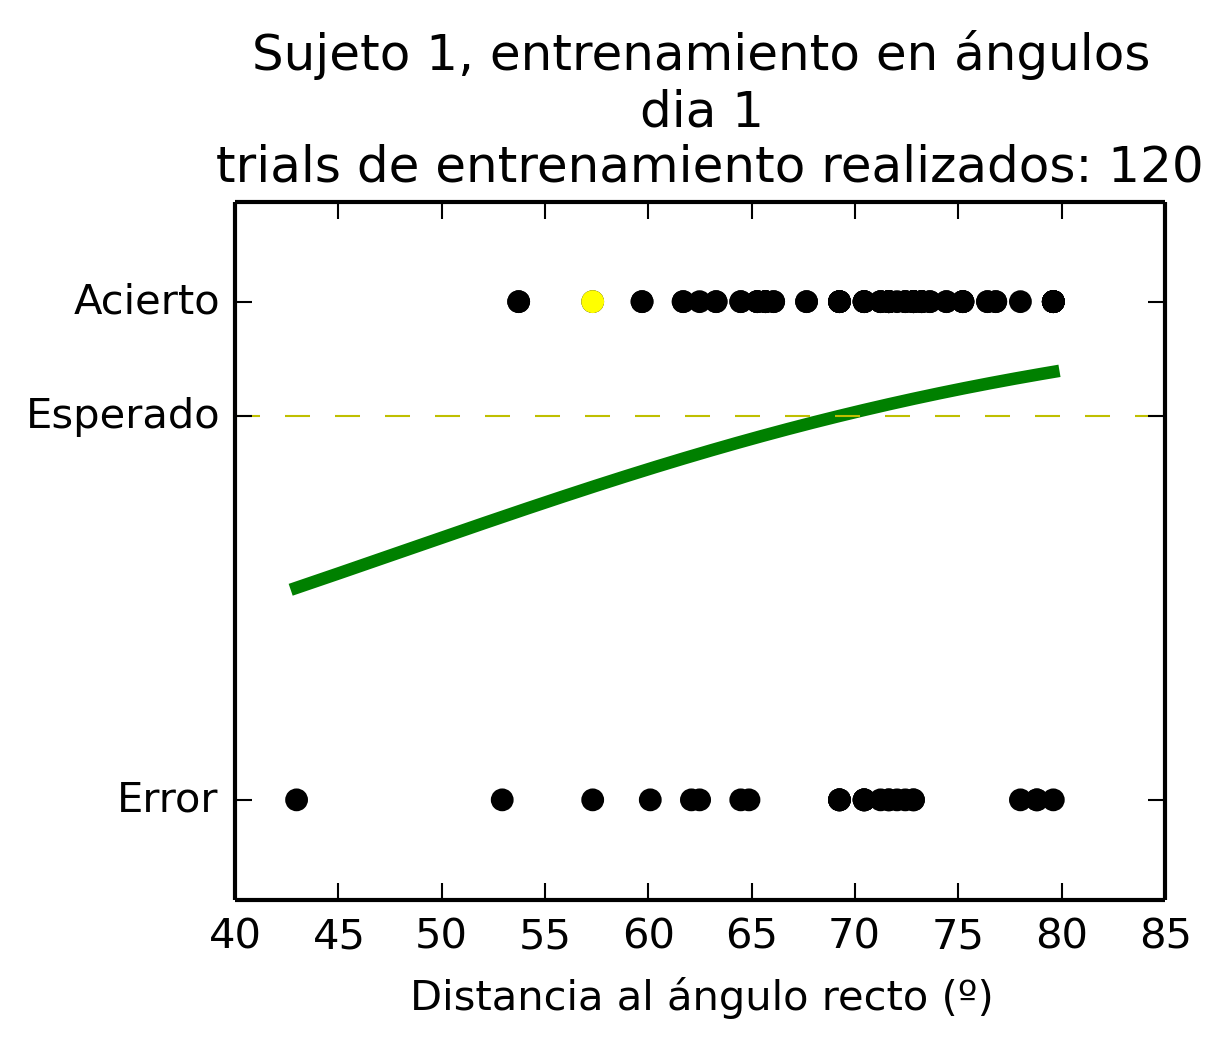 Sujeto 1, entrenamiento en ángulos
dia 1
trials de entrenamiento realizados: 120
Acierto
Esperado
Error
40 45 50 55 60 65 70 75 80 85
Distancia al ángulo recto (º)